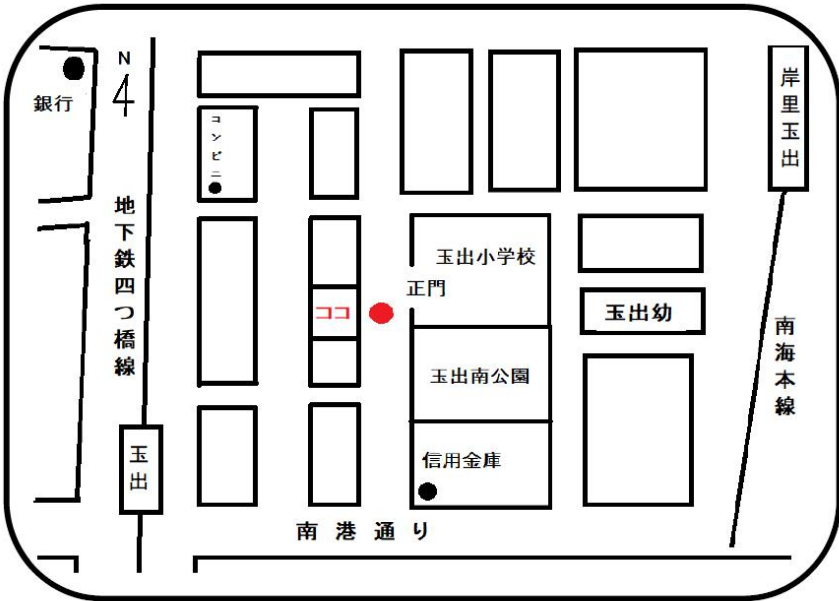 N
銀行
コンビニ
岸里玉出
地下鉄四つ橋線
玉出小学校
正門
ココ
玉出幼
南海本線
玉出南公園
玉出
信用金庫
南港通り